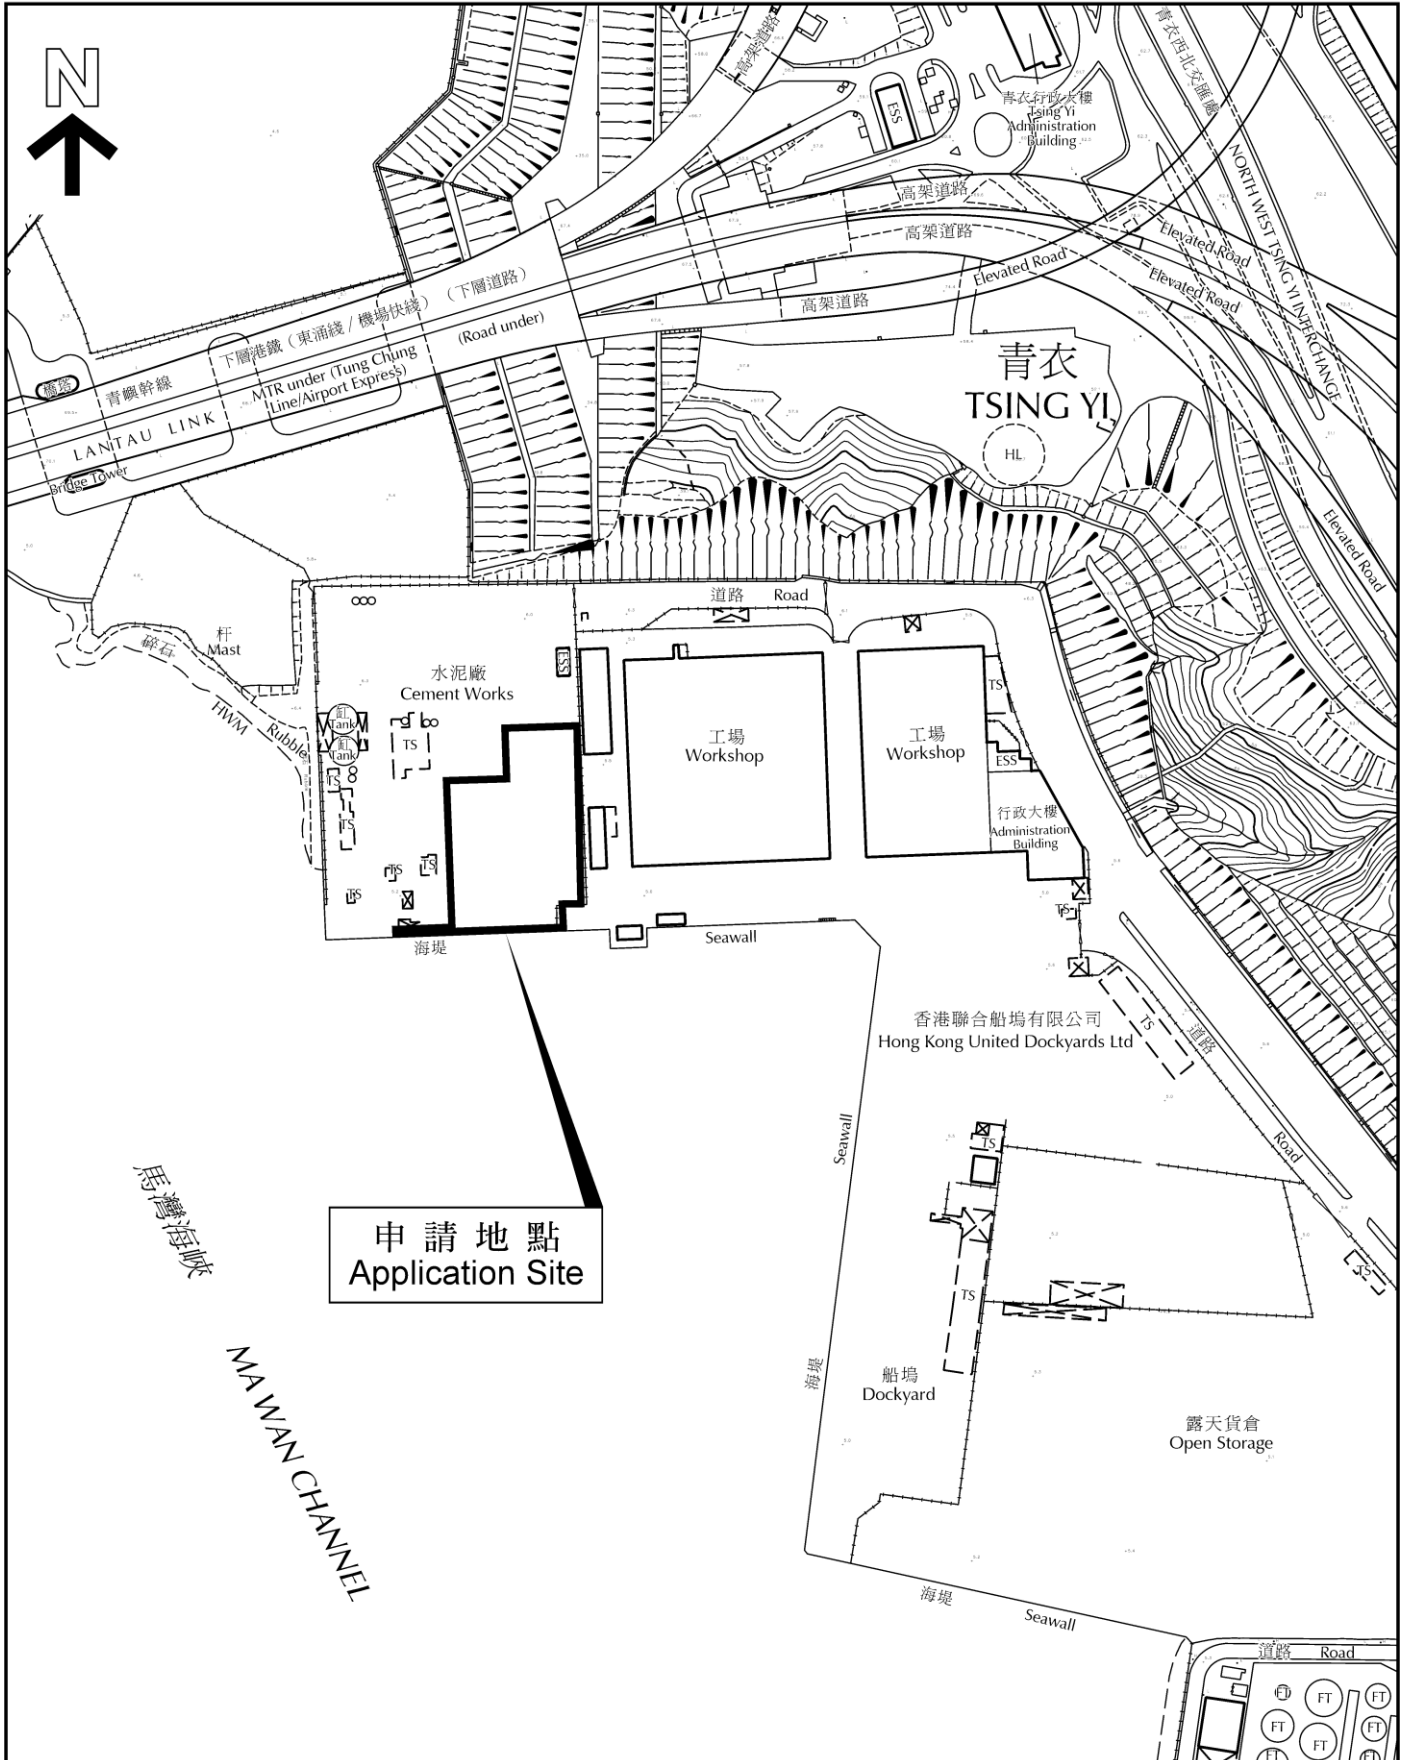 N
高架道路
ESS
青衣行政大樓
Tsing Yi
Administration
Building
青衣西北交匯處
NORTH WEST TSING YI INTERCHANGE
高架道路
高架道路
高架道路
Elevated Road
Elevated Road
Elevated Road
Elevated Road
下層港鐵（東涌綫 / 機場快綫）
（下層道路）
MTR under (Tung Chung
Line/Airport Express)
(Road under)
橋塔
青嶼幹線
LANTAU LINK
Bridge Tower
青衣
TSING YI
HL
道路
Road
杆
Mast
碎石
HWM
Rubble
水泥廠
Cement Works
ESS
缸
Tank
缸
Tank
TS
TS
TS
TS
TS
TS
工場
Workshop
工場
Workshop
TS
ESS
行政大樓
Administration
Building
TS
海堤
Seawall
香港聯合船塢有限公司
Hong Kong United Dockyards Ltd
TS
道路
Road
Seawall
海堤
TS
TS
TS
馬灣海峽
MA WAN CHANNEL
申請地點
Application Site
船塢
Dockyard
露天貨倉
Open Storage
海堤
Seawall
道路
Road
FT
FT
FT
FT
FT
FT
FT
FT